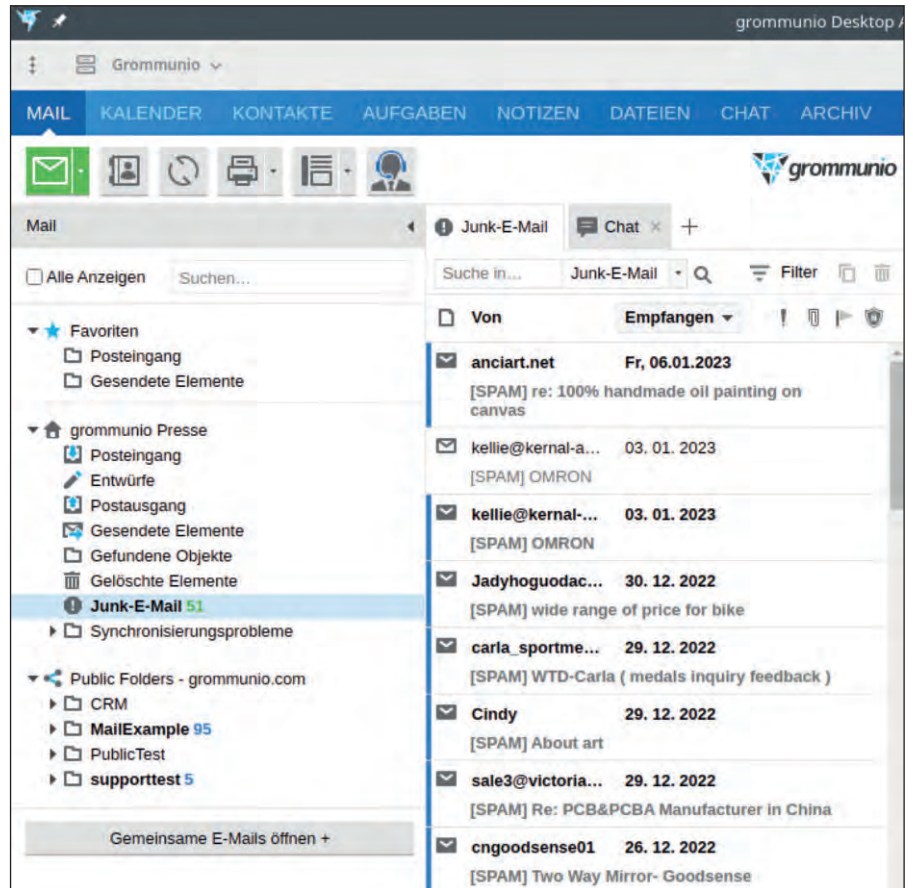 grommunio Desktop
Grommunio
MAIL KALENDER KONTAKTE AUFGABEN NOTIZEN DATEIEN CHAT ARCHIV
grommunio
Mail
Alle Anzeigen Suchen...
Favoriten
Posteingang
Gesendete Elemente
grommunio Presse
Posteingang
Entwürfe
Postausgang
Gesendete Elemente
Gefundene Objekte
Gelöschte Elemente
Junk-E-Mail 51
Synchronisierungsprobleme
Public Folders - grommunio.com
CRM
MailExample 95
PublicTest
supporttest 5
Gemeinsame E-Mails öffnen +
Junk-E-Mail Chat × +
Suche in... Junk-E-Mail Filter
Von Empfangen
anciart.net Fr, 06.01.2023
[SPAM] re: 100% handmade oil painting on
canvas
kellie@kernal-a... 03. 01. 2023
[SPAM] OMRON
kellie@kernal-... 03. 01. 2023
[SPAM] OMRON
Jadyhoguodac... 30. 12. 2022
[SPAM] wide range of price for bike
carla_sportme... 29. 12. 2022
[SPAM] WTD-Carla ( medals inquiry feedback )
Cindy 29. 12. 2022
[SPAM] About art
sale3@victoria... 29. 12. 2022
[SPAM] Re: PCB&PCBA Manufacturer in China
cngoodsense01 26. 12. 2022
[SPAM] Two Way Mirror- Goodsense